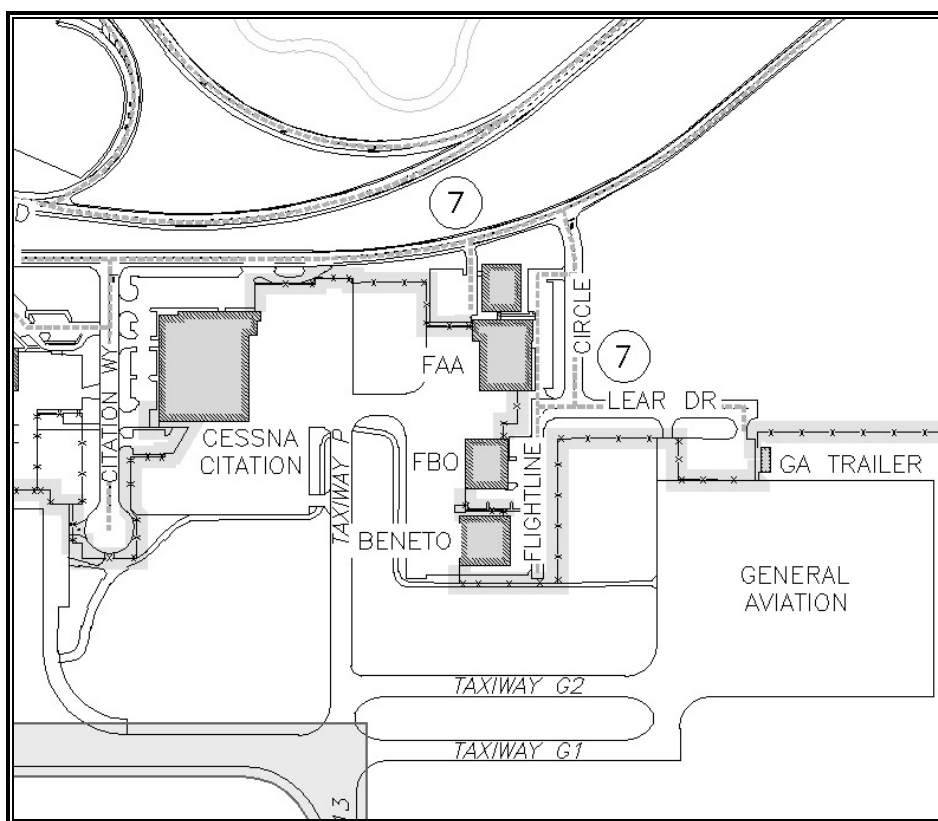 7
CIRCLE
7
FAA
LEAR DR
CITATION WY
CESSNA
CITATION
TAXIWAY P
FBO
FLIGHTLINE
GA TRAILER
BENETO
GENERAL
AVIATION
TAXIWAY G2
TAXIWAY G1